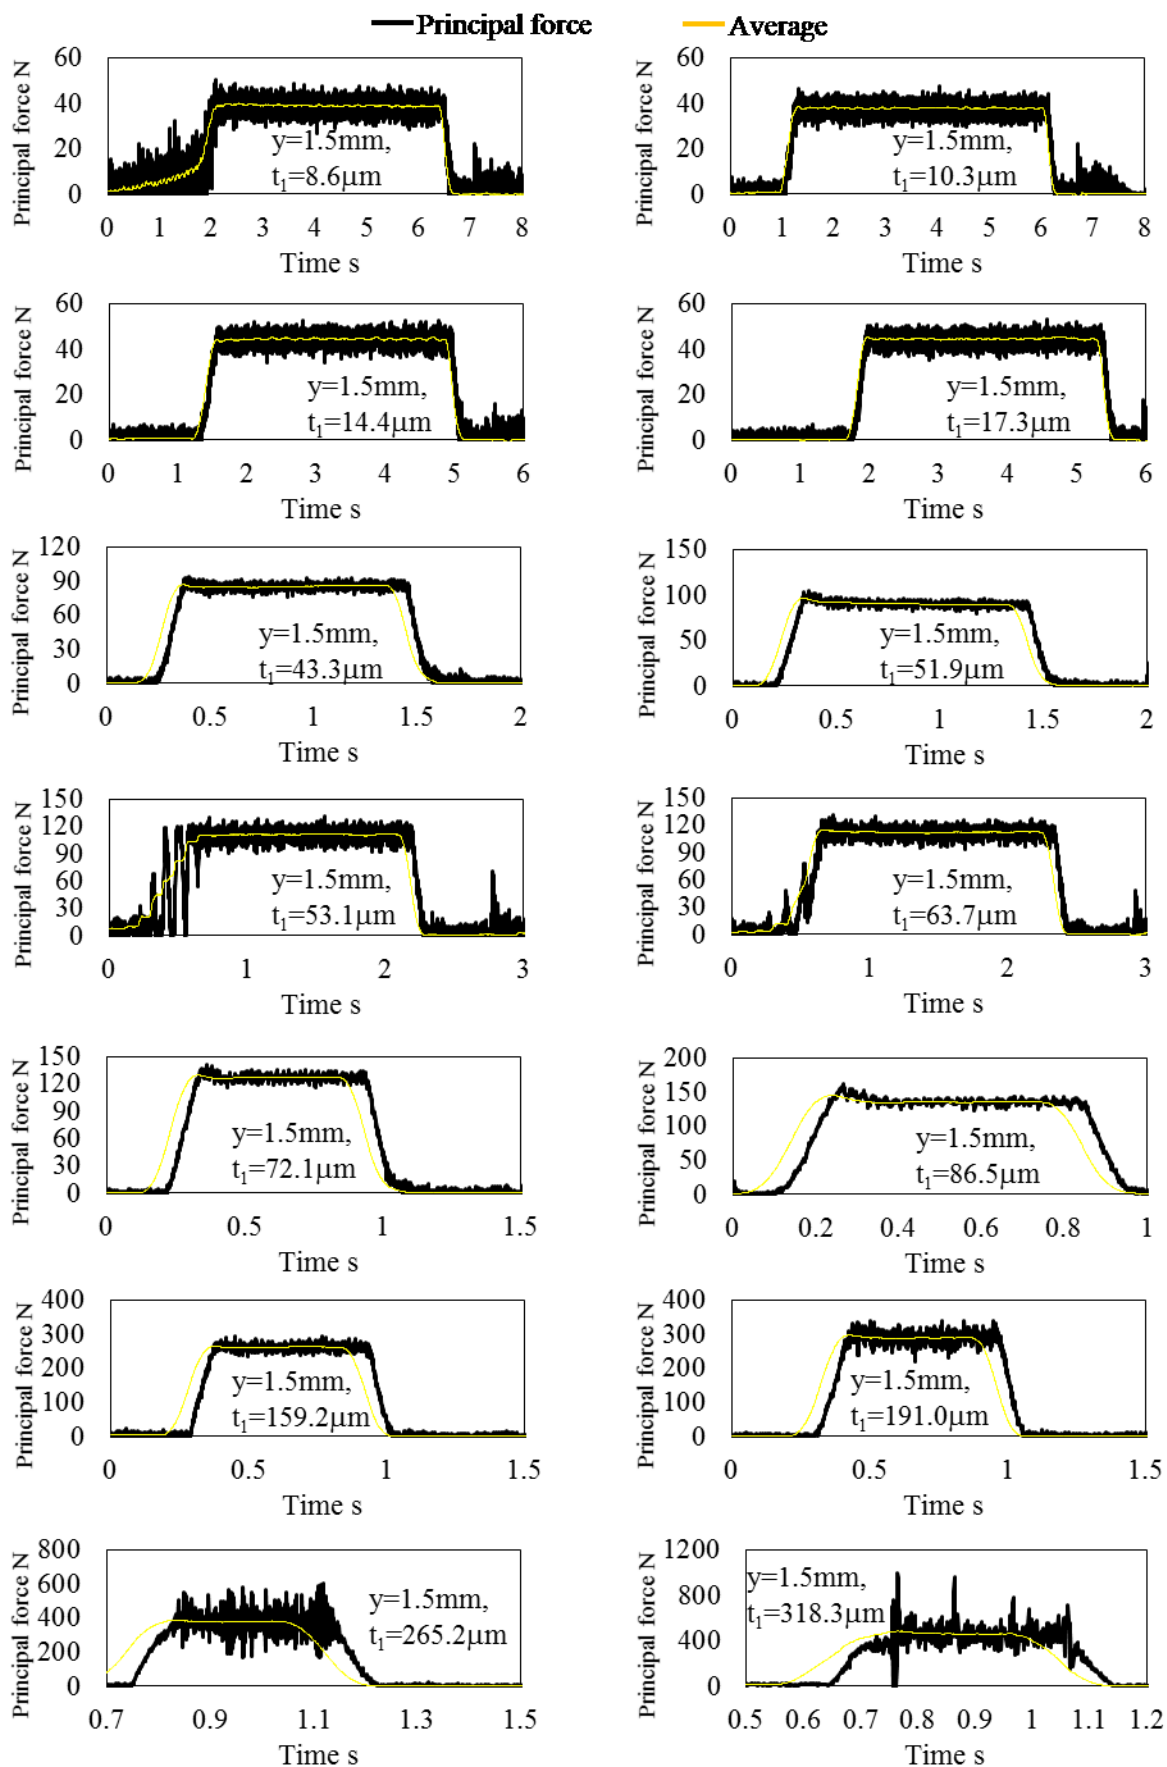 Principal force Average
Principal force N
60
40
20
0
y=1.5mm,
t₁=8.6μm
0 1 2 3 4 5 6 7 8
Time s
Principal force N
60
40
20
0
y=1.5mm,
t₁=10.3μm
0 1 2 3 4 5 6 7 8
Time s
Principal force N
60
40
20
0
y=1.5mm,
t₁=14.4μm
0 1 2 3 4 5 6
Time s
Principal force N
60
40
20
0
y=1.5mm,
t₁=17.3μm
0 1 2 3 4 5 6
Time s
Principal force N
120
90
60
30
0
y=1.5mm,
t₁=43.3μm
0 0.5 1 1.5 2
Time s
Principal force N
150
100
50
0
y=1.5mm,
t₁=51.9μm
0 0.5 1 1.5 2
Time s
Principal force N
150
120
90
60
30
0
y=1.5mm,
t₁=53.1μm
0 1 2 3
Time s
Principal force N
150
120
90
60
30
0
y=1.5mm,
t₁=63.7μm
0 1 2 3
Time s
Principal force N
150
120
90
60
30
0
y=1.5mm,
t₁=72.1μm
0 0.5 1 1.5
Time s
Principal force N
200
150
100
50
0
y=1.5mm,
t₁=86.5μm
0 0.2 0.4 0.6 0.8 1
Time s
Principal force N
400
300
200
100
0
y=1.5mm,
t₁=159.2μm
0 0.5 1 1.5
Time s
Principal force N
400
300
200
100
0
y=1.5mm,
t₁=191.0μm
0 0.5 1 1.5
Time s
Principal force N
800
600
400
200
0
y=1.5mm,
t₁=265.2μm
0.7 0.9 1.1 1.3 1.5
Time s
Principal force N
1200
800
400
0
y=1.5mm,
t₁=318.3μm
0.5 0.6 0.7 0.8 0.9 1 1.1 1.2
Time s